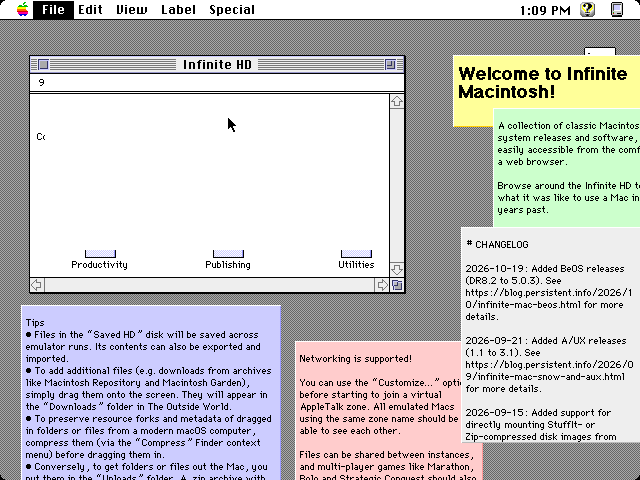 File Edit View Label Special 1:09 PM
Infinite HD
9
Productivity Publishing Utilities
Welcome to Infinite
Macintosh!
A collection of classic Macintos
system releases and software,
easily accessible from the comf
a web browser.
Browse around the Infinite HD to
what it was like to use a Mac in
years past.
# CHANGELOG
2026-10-19: Added BeOS releases
(DR8.2 to 5.0.3). See
https://blog.persistent.info/2026/1
0/infinite-mac-beos.html for more
details.
2026-09-21: Added A/UX releases
(1.1 to 3.1). See
https://blog.persistent.info/2026/0
9/infinite-mac-snow-and-aux.html
for more details.
2026-09-15: Added support for
directly mounting StuffIt- or
Zip-compressed disk images from
Tips
● Files in the “Saved HD” disk will be saved across
emulator runs. Its contents can also be exported and
imported.
● To add additional files (e.g. downloads from archives
like Macintosh Repository and Macintosh Garden),
simply drag them onto the screen. They will appear
in the “Downloads” folder in The Outside World.
● To preserve resource forks and metadata of dragged
in folders or files from a modern macOS computer,
compress them (via the “Compress” Finder context
menu) before dragging them in.
● Conversely, to get folders or files out the Mac, you
put them in the “Uploads” folder. A zip archive with
Networking is supported!
You can use the “Customize...” optio
before starting to join a virtual
AppleTalk zone. All emulated Macs
using the same zone name should be
able to see each other.
Files can be shared between instances,
and multi-player games like Marathon,
Bolo and Strategic Conquest should also